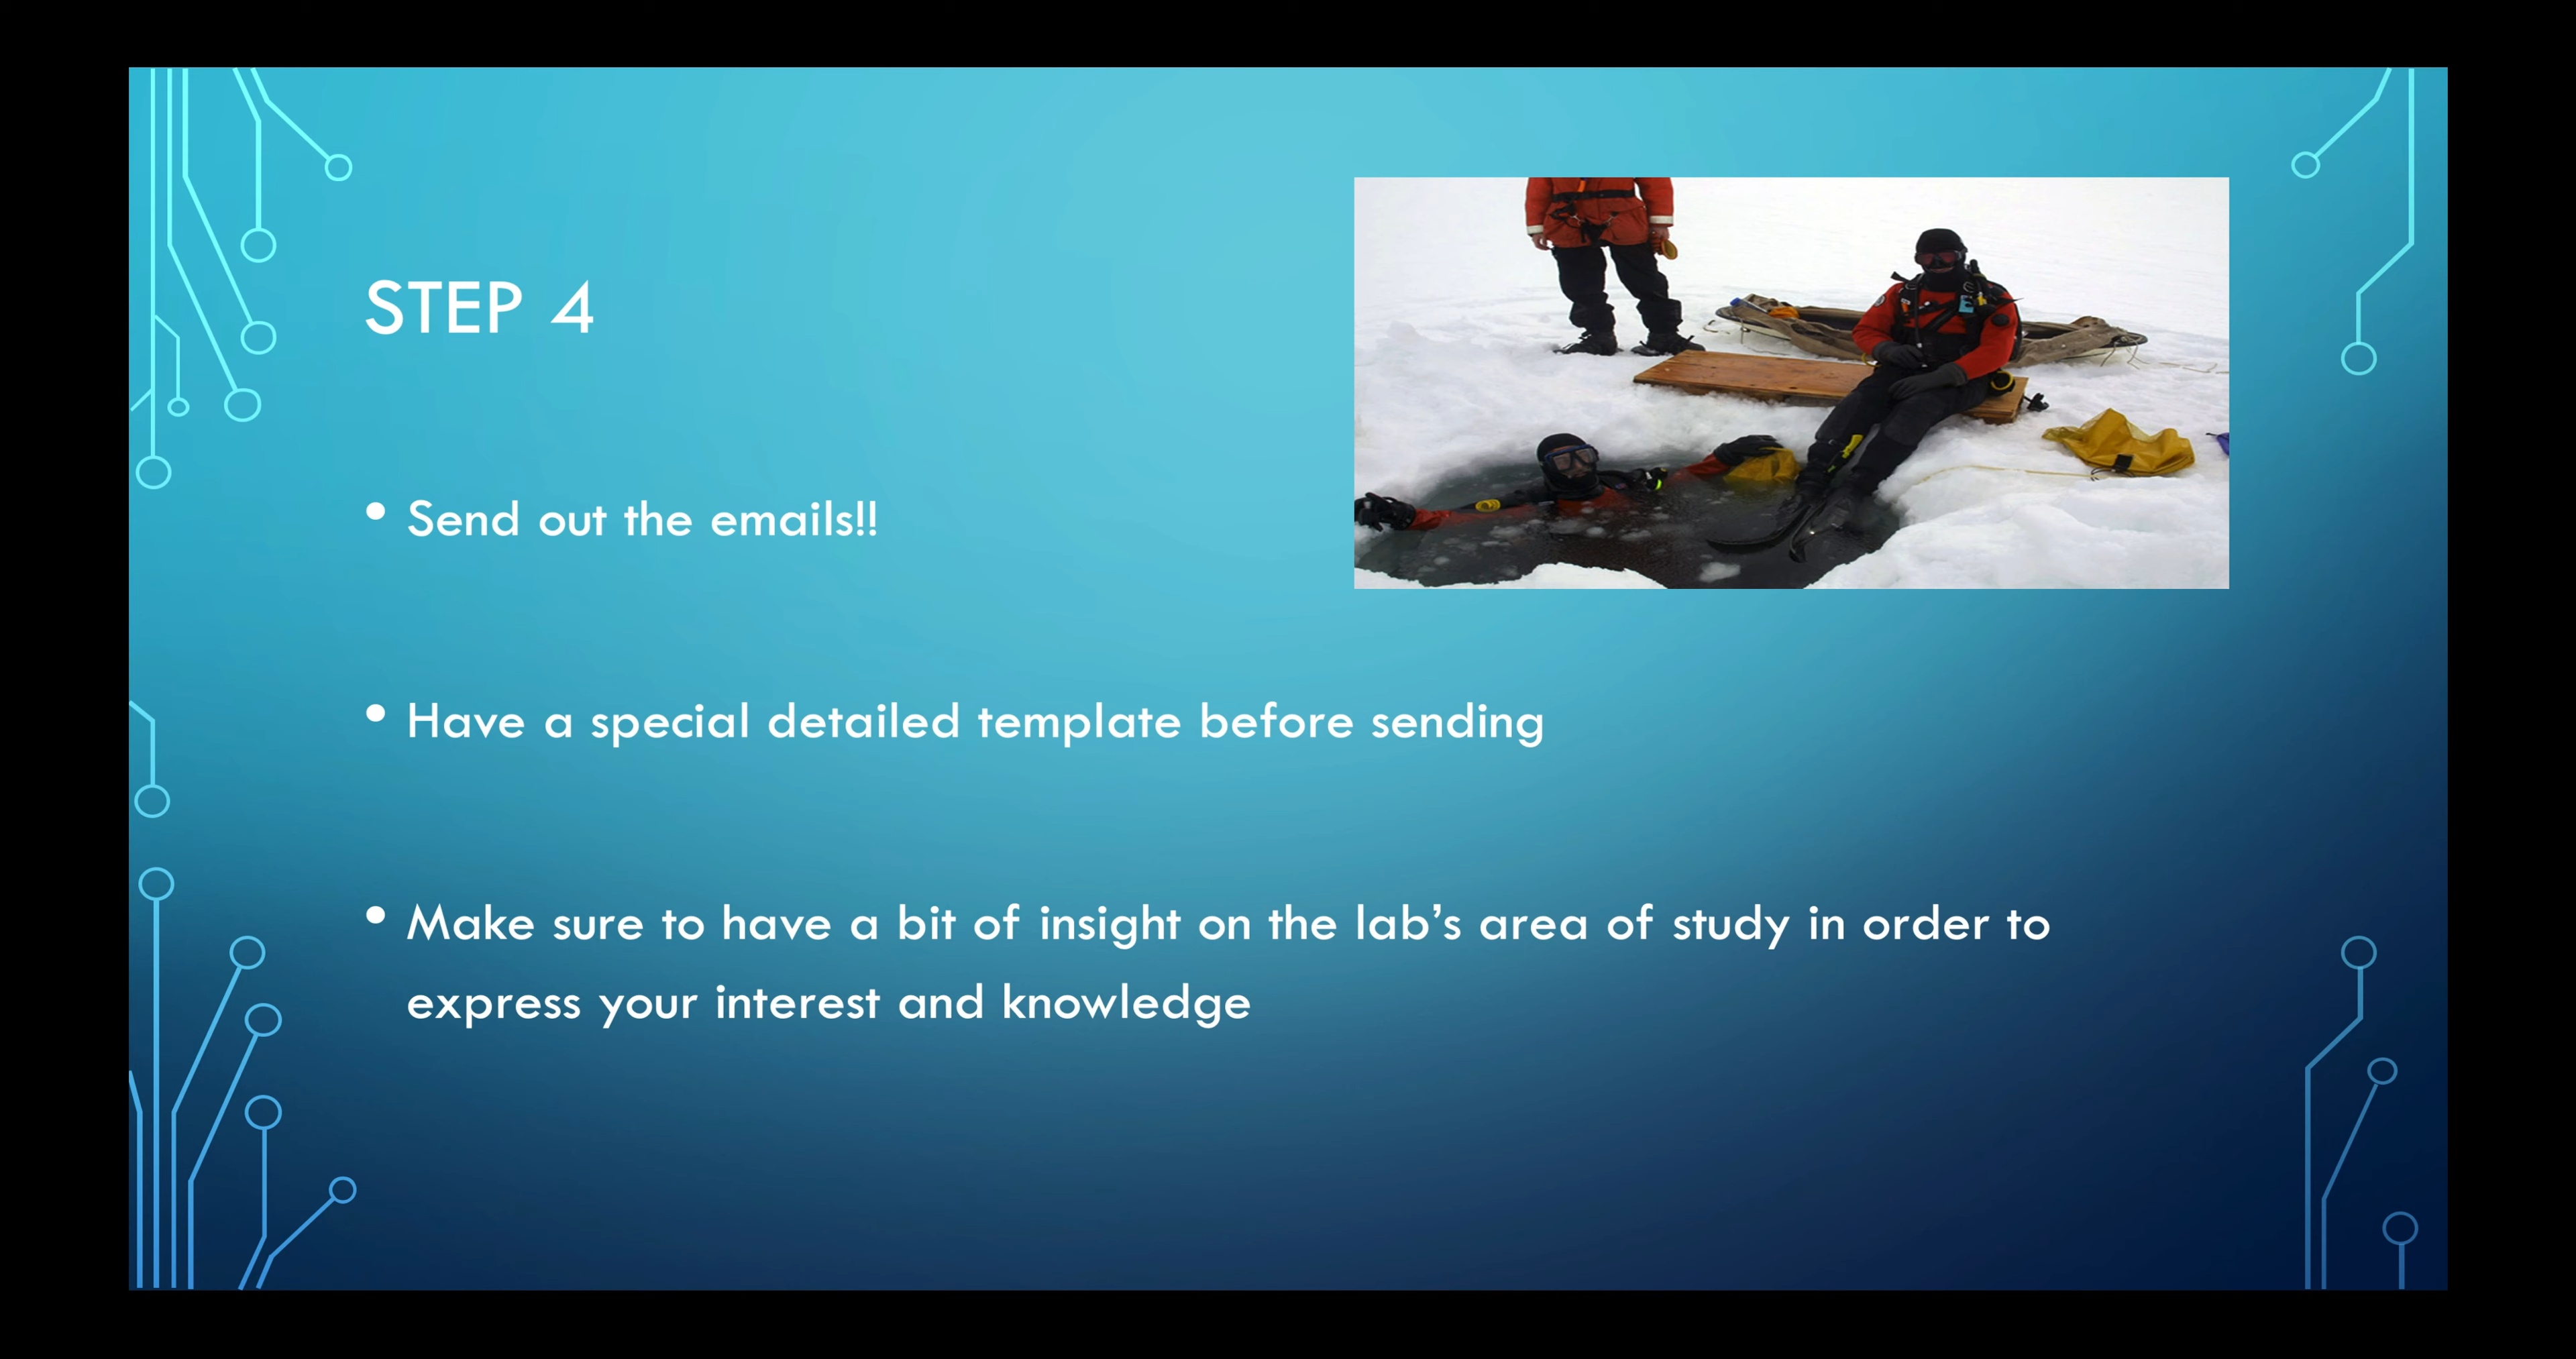 STEP 4
• Send out the emails!!
• Have a special detailed template before sending
• Make sure to have a bit of insight on the lab's area of study in order to
express your interest and knowledge